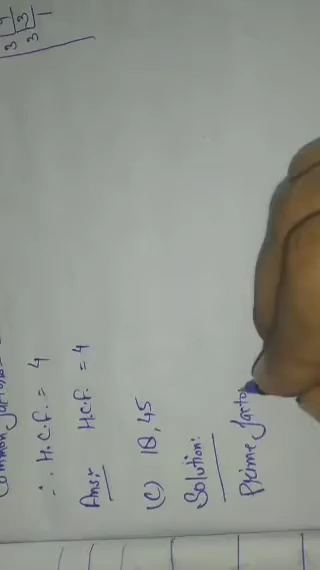 ∴ H.C.F. = 4
Ans:- H.C.F. = 4
(C) 18, 45
Solution:
Prime facto